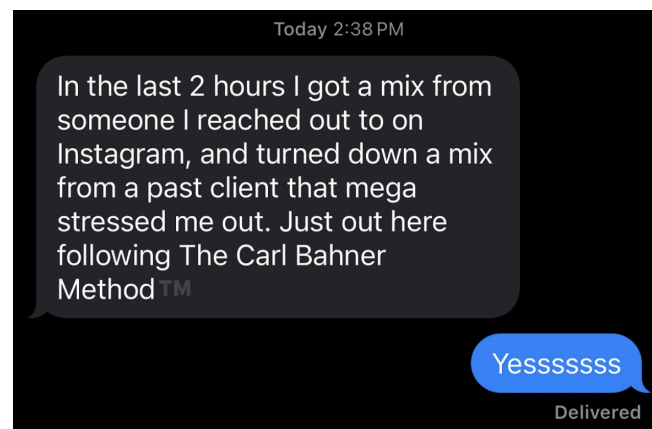 Today 2:38 PM
In the last 2 hours I got a mix from
someone I reached out to on
Instagram, and turned down a mix
from a past client that mega
stressed me out. Just out here
following The Carl Bahner
Method™️
Yesssssss
Delivered